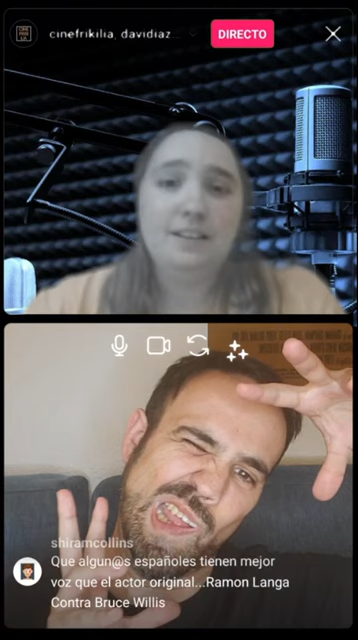 cinefrikilia, davidiaz...
DIRECTO
shiramcollins
Que algun@s españoles tienen mejor
voz que el actor original...Ramon Langa
Contra Bruce Willis